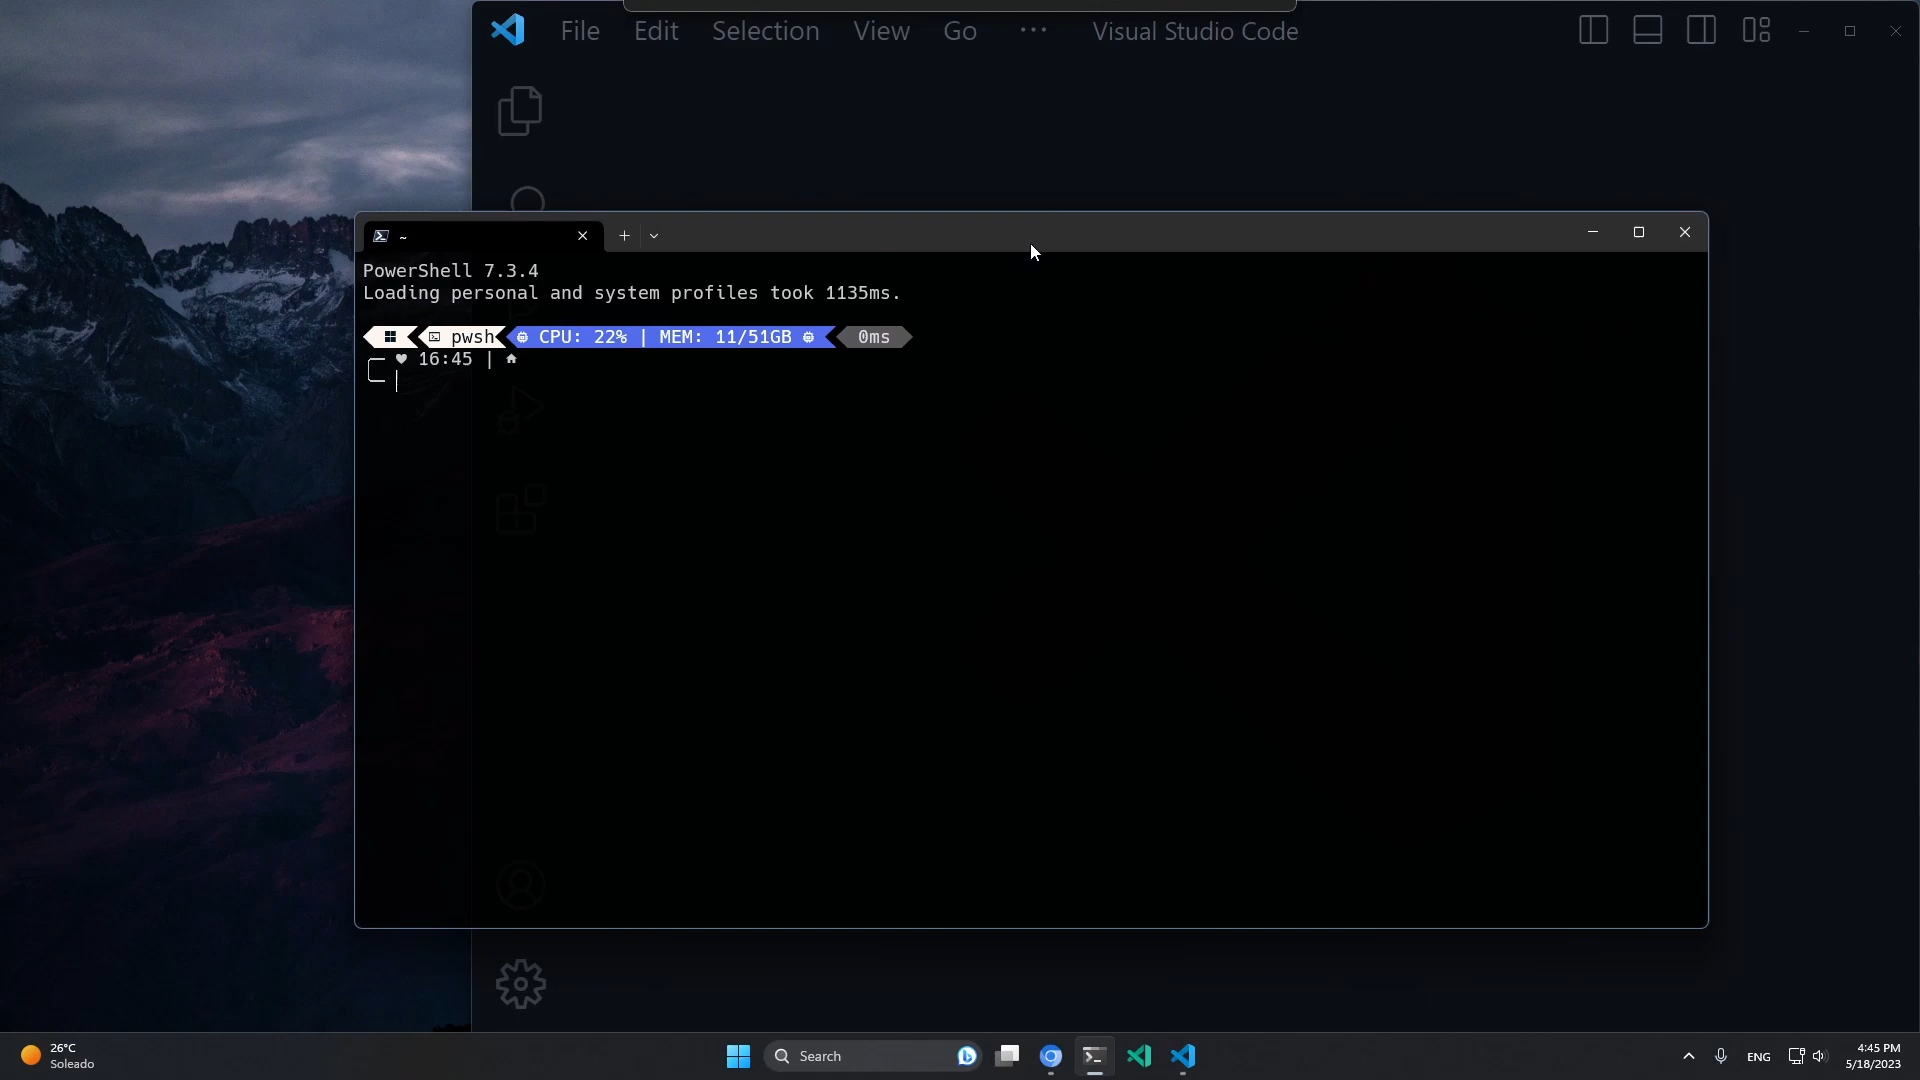 File Edit Selection View Go ··· Visual Studio Code
~
PowerShell 7.3.4
Loading personal and system profiles took 1135ms.
pwsh CPU: 22% | MEM: 11/51GB 0ms
♥ 16:45 |
26°C
Soleado
Search
ENG
4:45 PM
5/18/2023